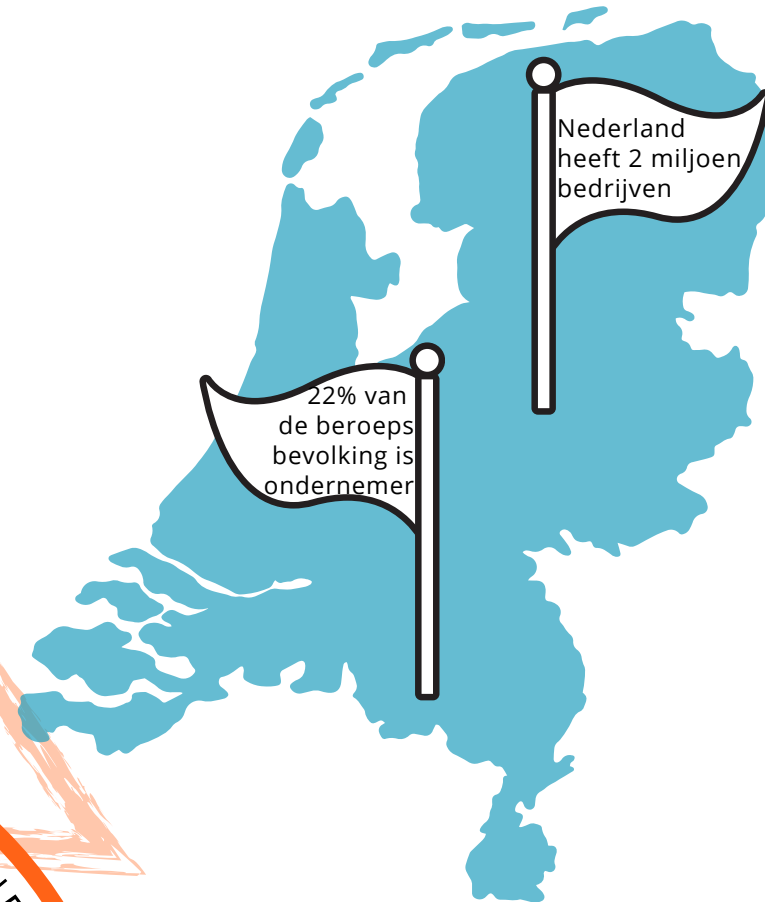 Nederland
heeft 2 miljoen
bedrijven
22% van
de beroeps
bevolking is
ondernemer